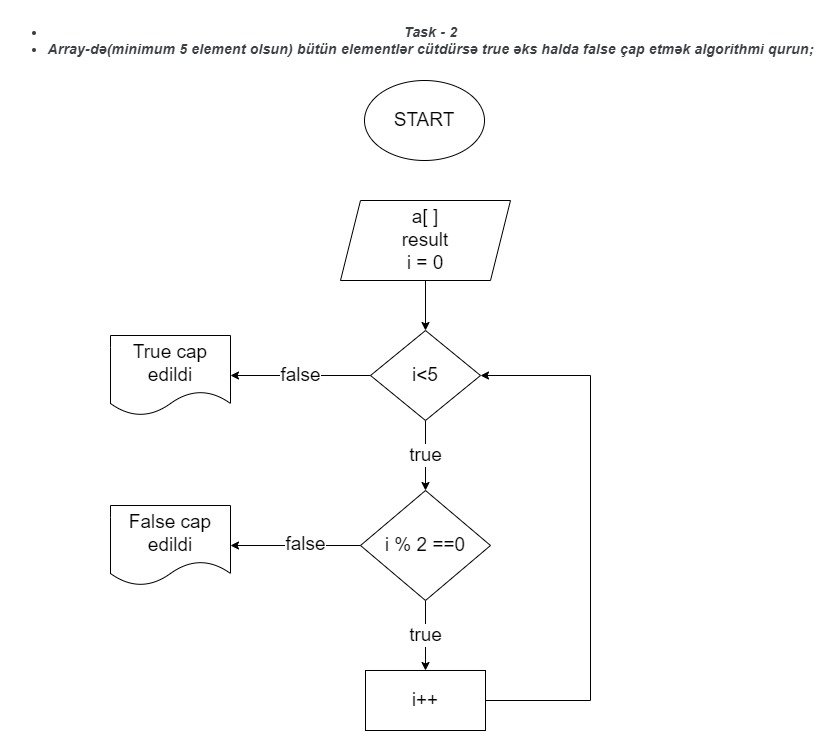 Task - 2
Array-də(minimum 5 element olsun) bütün elementlər cütdürsə true əks halda false çap etmək algorithmi qurun;
START
a[ ]
result
i = 0
True cap
edildi
false
i<5
true
False cap
edildi
false
i % 2 ==0
true
i++